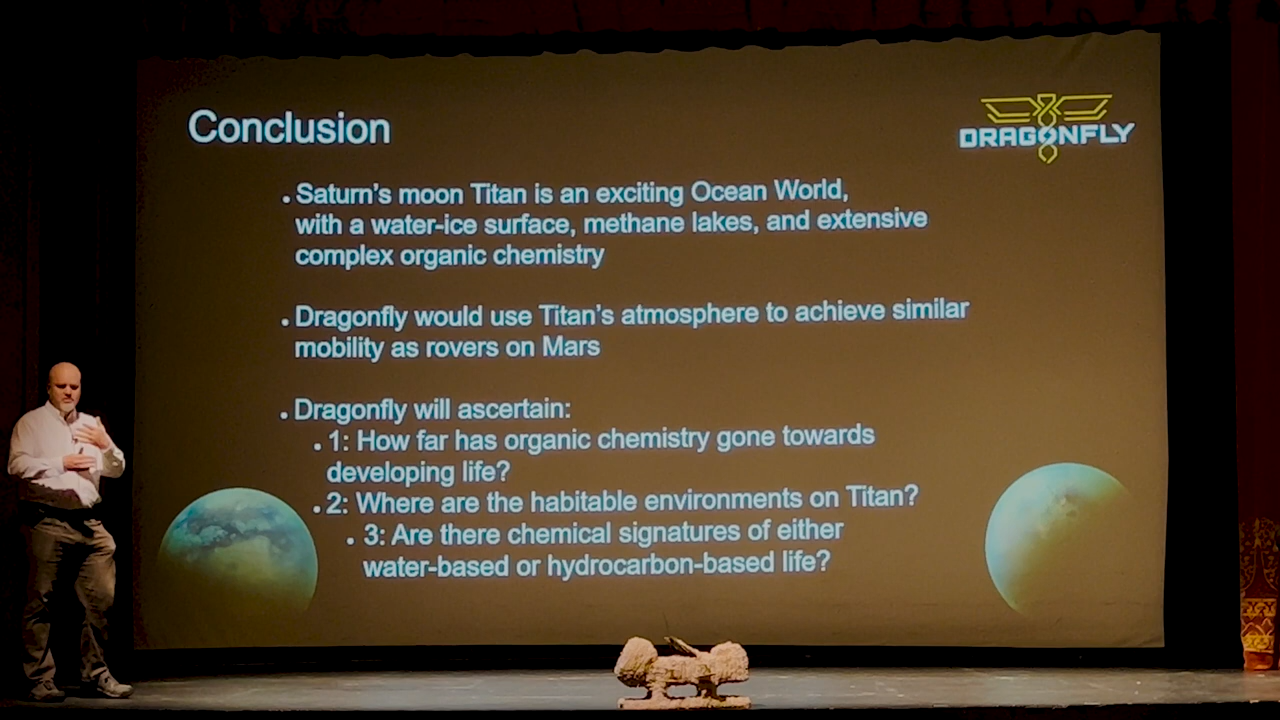 Conclusion
DRAGONFLY
. Saturn's moon Titan is an exciting Ocean World,
with a water-ice surface, methane lakes, and extensive
complex organic chemistry
. Dragonfly would use Titan's atmosphere to achieve similar
mobility as rovers on Mars
. Dragonfly will ascertain:
. 1: How far has organic chemistry gone towards
developing life?
. 2: Where are the habitable environments on Titan?
. 3: Are there chemical signatures of either
water-based or hydrocarbon-based life?